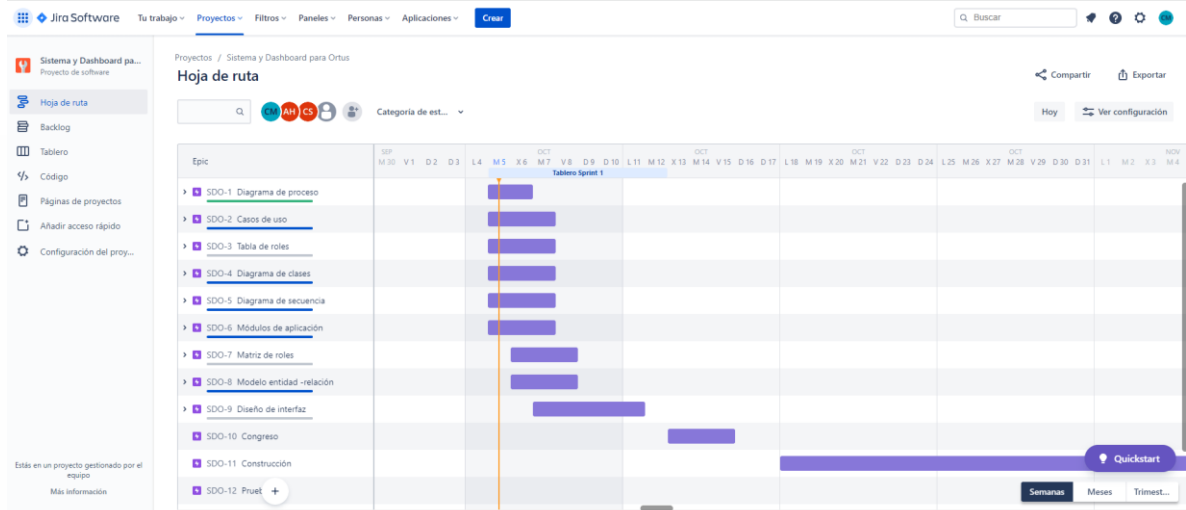 Jira Software Tu trabajo Proyectos Filtros Paneles Personas Aplicaciones Crear Buscar CM
Sistema y Dashboard pa...
Proyecto de software
Hoja de ruta
Backlog
Tablero
Código
Páginas de proyectos
Añadir acceso rápido
Configuración del proy...
Estás en un proyecto gestionado por el
equipo
Más información
Proyectos / Sistema y Dashboard para Ortus
Hoja de ruta
Compartir Exportar
CM AH CS Categoría de est...
Hoy Ver configuración
Epic
SEP OCT OCT OCT OCT NOV
M 30 V 1 D 2 D 3 L 4 M 5 X 6 M 7 V 8 D 9 D 10 L 11 M 12 X 13 M 14 V 15 D 16 D 17 L 18 M 19 X 20 M 21 V 22 D 23 D 24 L 25 M 26 X 27 M 28 V 29 D 30 D 31 L 1 M 2 X 3 M 4
Tablero Sprint 1
SDO-1 Diagrama de proceso
SDO-2 Casos de uso
SDO-3 Tabla de roles
SDO-4 Diagrama de clases
SDO-5 Diagrama de secuencia
SDO-6 Módulos de aplicación
SDO-7 Matriz de roles
SDO-8 Modelo entidad -relación
SDO-9 Diseño de interfaz
SDO-10 Congreso
SDO-11 Construcción
SDO-12
Quickstart
Semanas Meses Trimest...